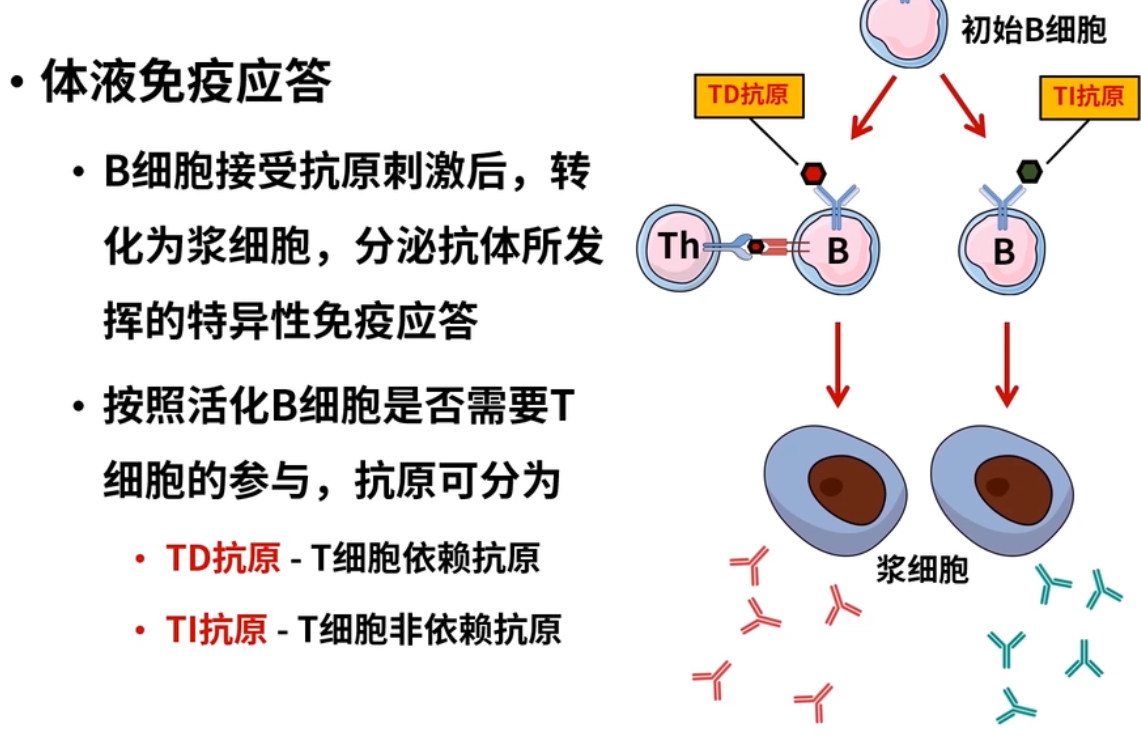 体液免疫应答
B细胞接受抗原刺激后，转
化为浆细胞，分泌抗体所发
挥的特异性免疫应答
按照活化B细胞是否需要T
细胞的参与，抗原可分为
TD抗原 - T细胞依赖抗原
TI抗原 - T细胞非依赖抗原
初始B细胞
TD抗原
TI抗原
Th
B
B
浆细胞